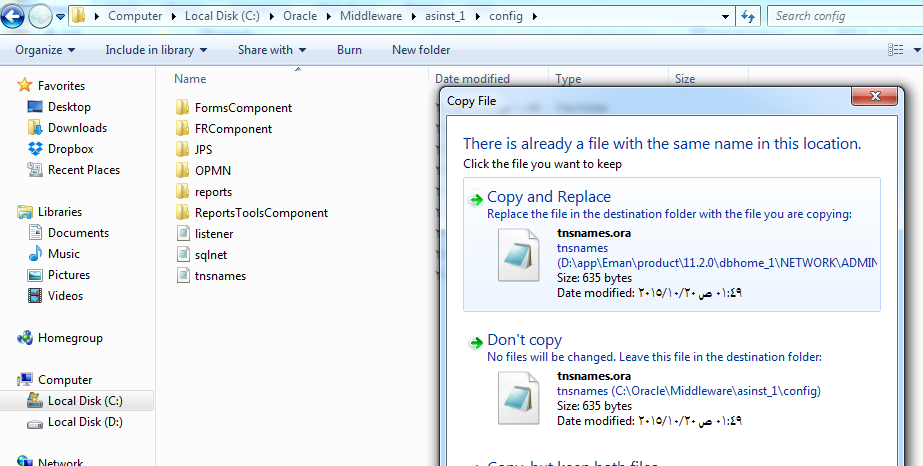 Computer ▸ Local Disk (C:) ▸ Oracle ▸ Middleware ▸ asinst_1 ▸ config ▸
Search config
Organize Include in library Assist with Burn New folder
Name Date modified Type Size
Favorites
Desktop
Downloads
Dropbox
Recent Places
Libraries
Documents
Music
Pictures
Videos
Homegroup
Computer
Local Disk (C:)
Local Disk (D:)
Network
FormsComponent
FRComponent
JPS
OPMN
reports
ReportsToolsComponent
listener
sqlnet
tnsnames
Copy File
There is already a file with the same name in this location.
Click the file you want to keep
Copy and Replace
Replace the file in the destination folder with the file you are copying:
tnsnames.ora
tnsnames
(D:\app\Eman\product\11.2.0\dbhome_1\NETWORK\ADMIN
Size: 635 bytes
Date modified: ٢٠١٥/١٠/٢٠ ص ٠١:٤٩
Don't copy
No files will be changed. Leave this file in the destination folder:
tnsnames.ora
tnsnames (C:\Oracle\Middleware\asinst_1\config)
Size: 635 bytes
Date modified: ٢٠١٥/١٠/٢٠ ص ٠١:٤٩
Copy, but keep both files